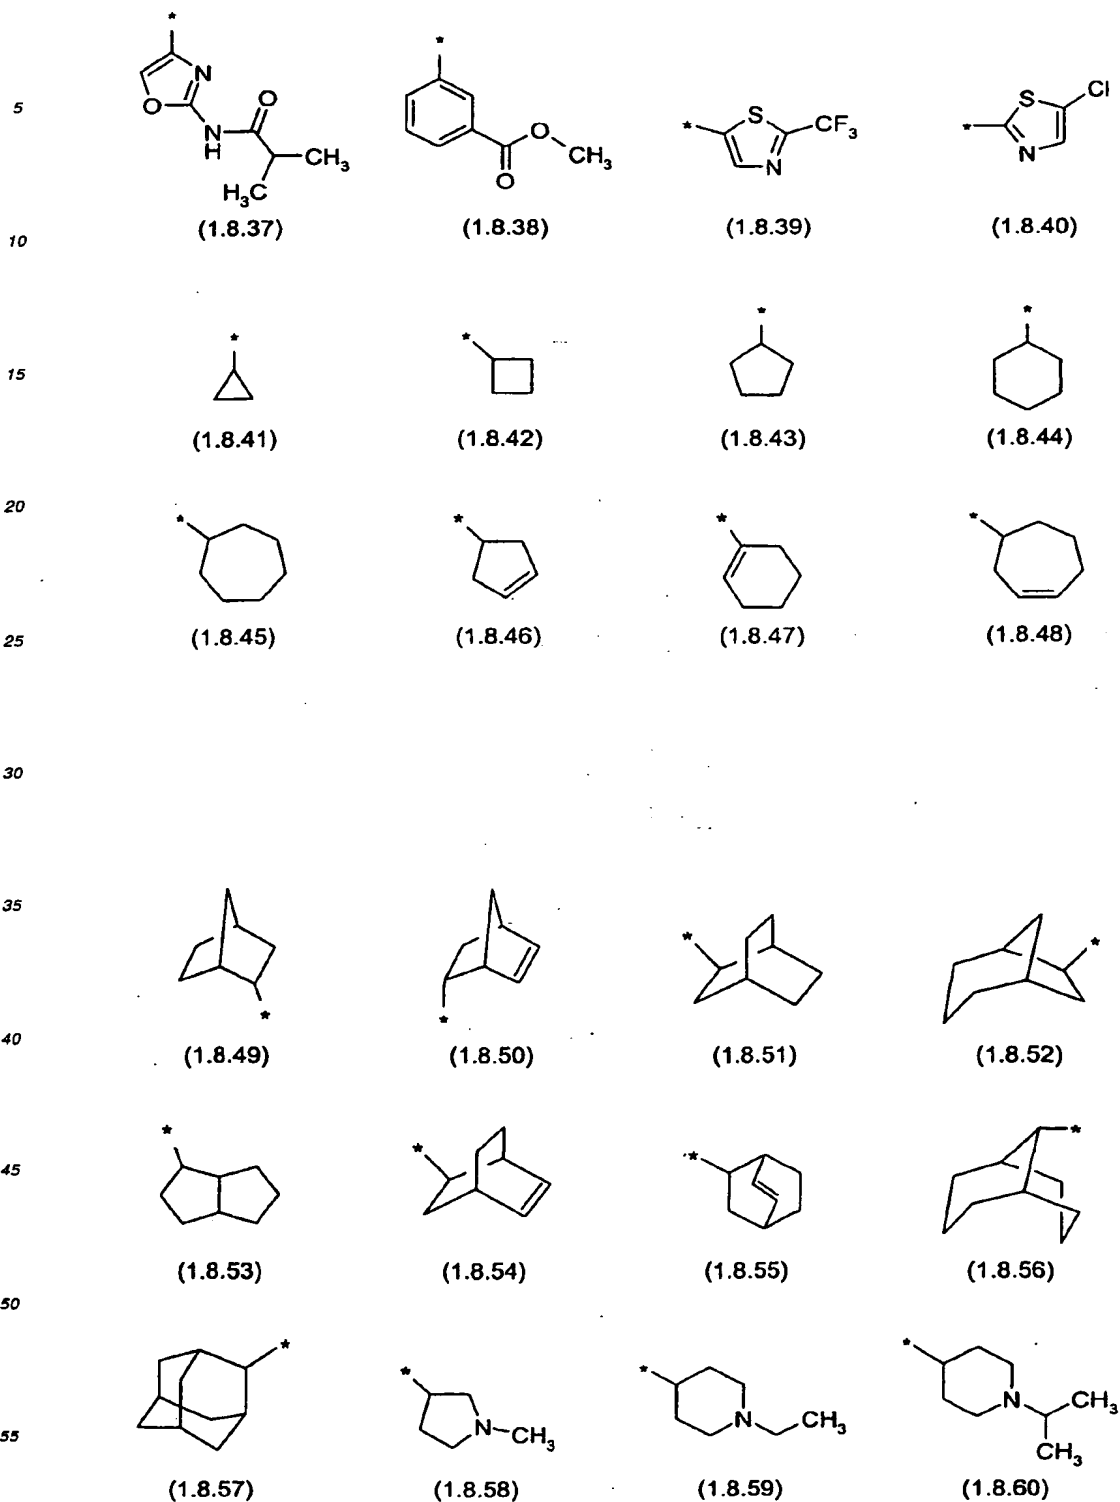 *
N
O
N
H
O
CH3
H3C
(1.8.37)
*
O
CH3
O
(1.8.38)
*
S
CF3
N
(1.8.39)
*
S
Cl
N
(1.8.40)
5
10
*
(1.8.41)
*
(1.8.42)
*
(1.8.43)
*
(1.8.44)
15
20
*
(1.8.45)
*
(1.8.46)
*
(1.8.47)
*
(1.8.48)
25
30
35
*
(1.8.49)
*
(1.8.50)
*
(1.8.51)
*
(1.8.52)
40
*
(1.8.53)
*
(1.8.54)
*
(1.8.55)
*
(1.8.56)
45
50
*
(1.8.57)
*
N
CH3
(1.8.58)
*
N
CH3
(1.8.59)
*
N
CH3
CH3
(1.8.60)
55